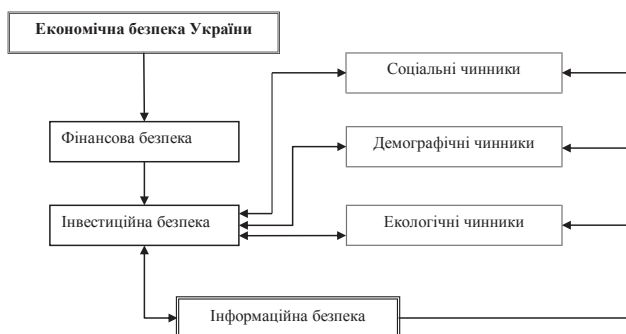 Економічна безпека України
Соціальні чинники
Фінансова безпека
Демографічні чинники
Інвестиційна безпека
Екологічні чинники
Інформаційна безпека